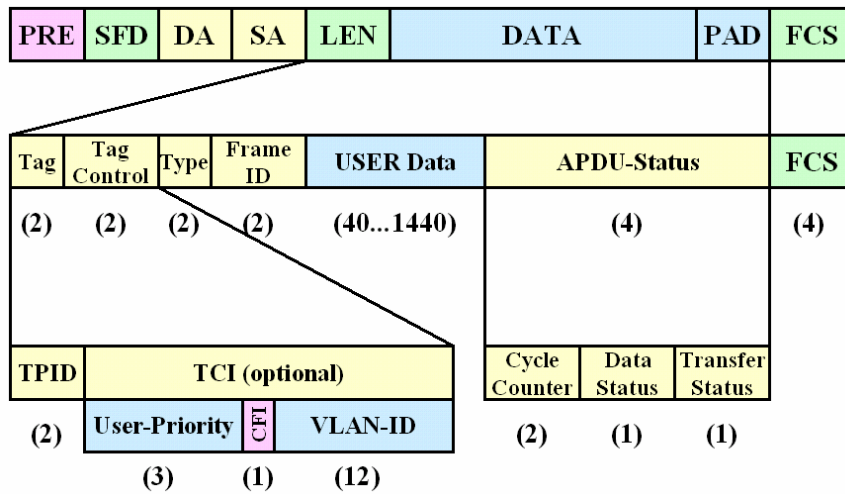 PRE SFD DA SA LEN DATA PAD FCS
Tag Tag Control Type Frame ID USER Data APDU-Status FCS
(2) (2) (2) (2) (40...1440) (4) (4)
TPID TCI (optional) Cycle Counter Data Status Transfer Status
User-Priority CFI VLAN-ID
(2) (2) (1) (1)
(3) (1) (12)